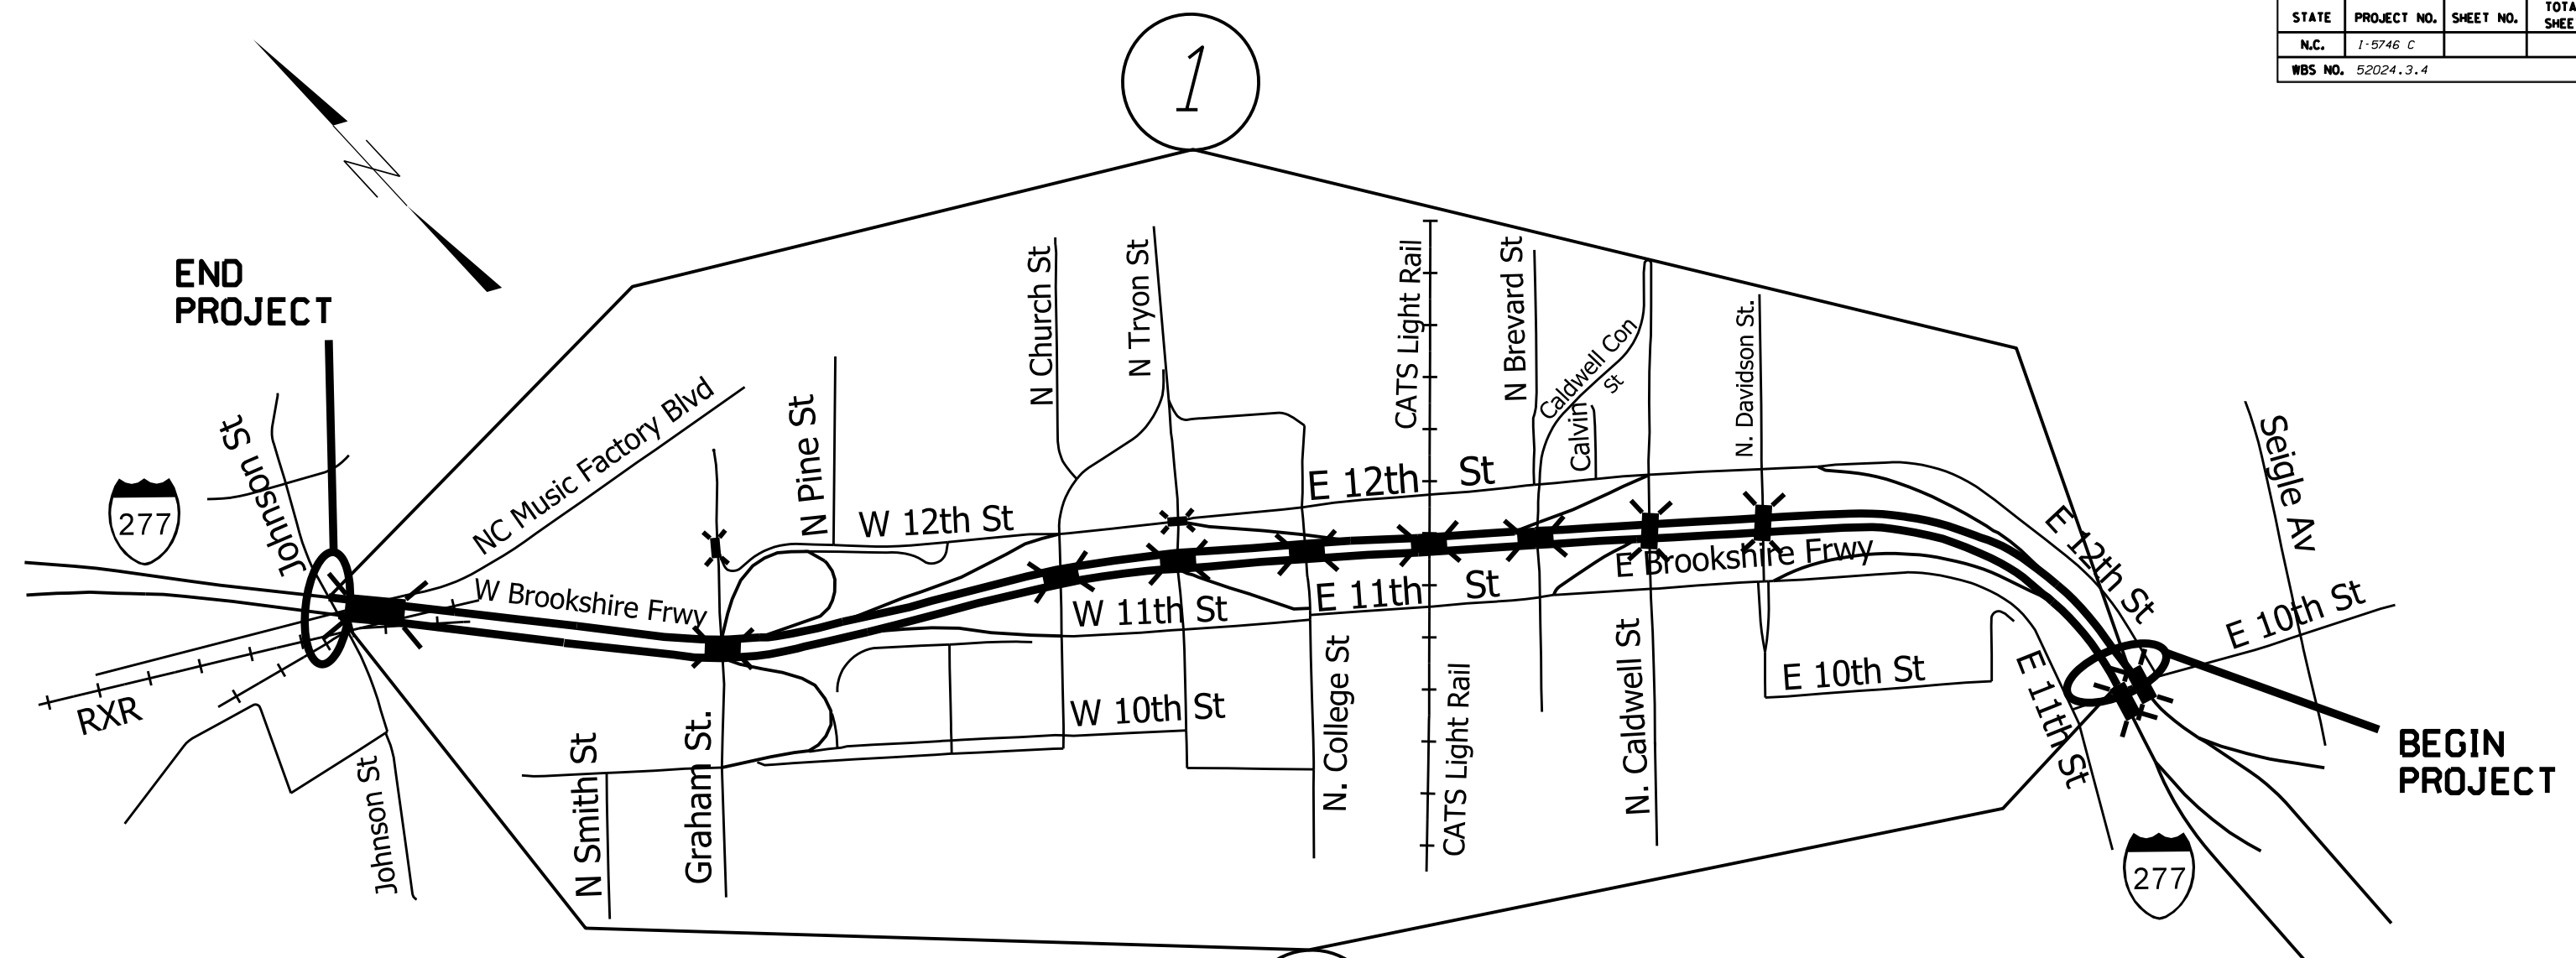 TOTA
STATE PROJECT NO. SHEET NO. SHEE
N.C. I-5746 C
WBS NO. 52024.3.4
1
END
PROJECT
Johnson St
277
NC Music Factory Blvd
N Pine St
N Church St
N Tryon St
CATS Light Rail
N Brevard St
Caldwell Con
St
Calvin
N. Davidson St.
Seigle Av
W 12th St
E 12th St
E 12th St
W Brookshire Frwy
E Brookshire Frwy
W 11th St
E 11th St
E 11th St
E 10th St
E 10th St
W 10th St
RXR
Johnson St
N Smith St
Graham St.
N. College St
CATS Light Rail
N. Caldwell St
BEGIN
PROJECT
277